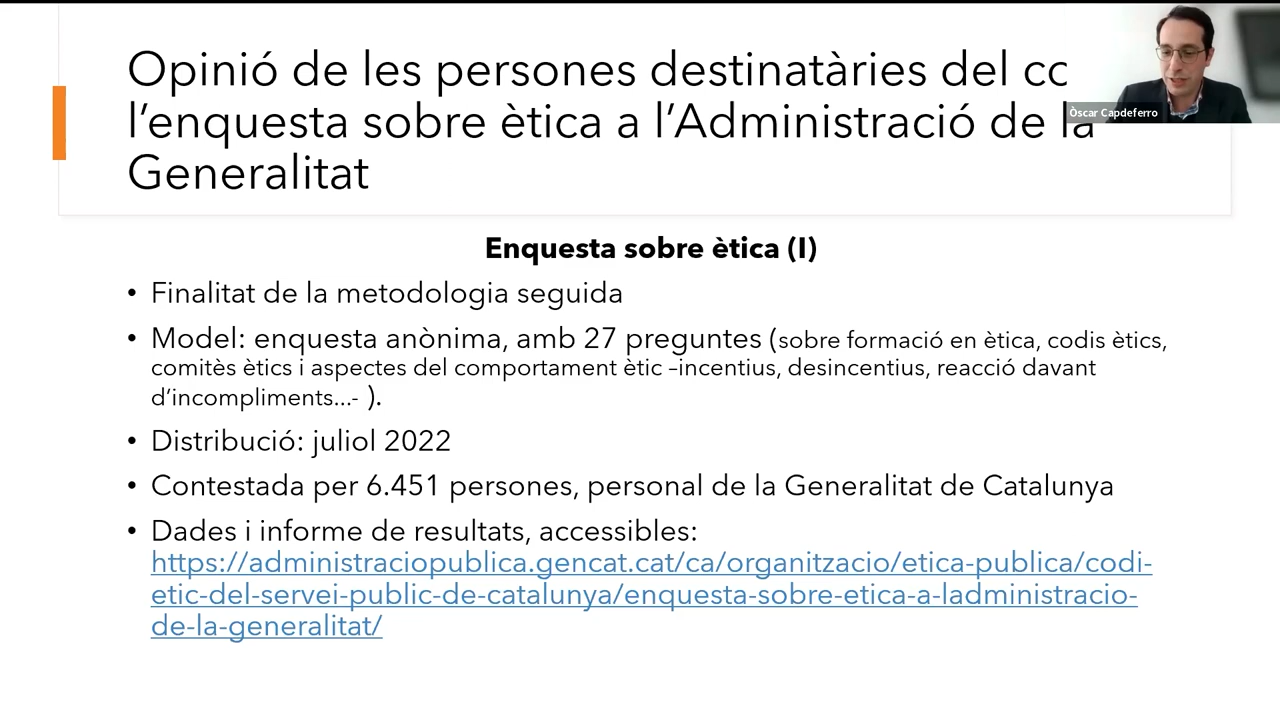 Opinió de les persones destinatàries del
l’enquesta sobre ètica a l’Administració de la
Generalitat
Òscar Capdeferro
Enquesta sobre ètica (I)
• Finalitat de la metodologia seguida
• Model: enquesta anònima, amb 27 preguntes (sobre formació en ètica, codis ètics,
comitès ètics i aspectes del comportament ètic –incentius, desincentius, reacció davant
d’incompliments...- ).
• Distribució: juliol 2022
• Contestada per 6.451 persones, personal de la Generalitat de Catalunya
• Dades i informe de resultats, accessibles:
https://administraciopublica.gencat.cat/ca/organitzacio/etica-publica/codi-
etic-del-servei-public-de-catalunya/enquesta-sobre-etica-a-ladministracio-
de-la-generalitat/